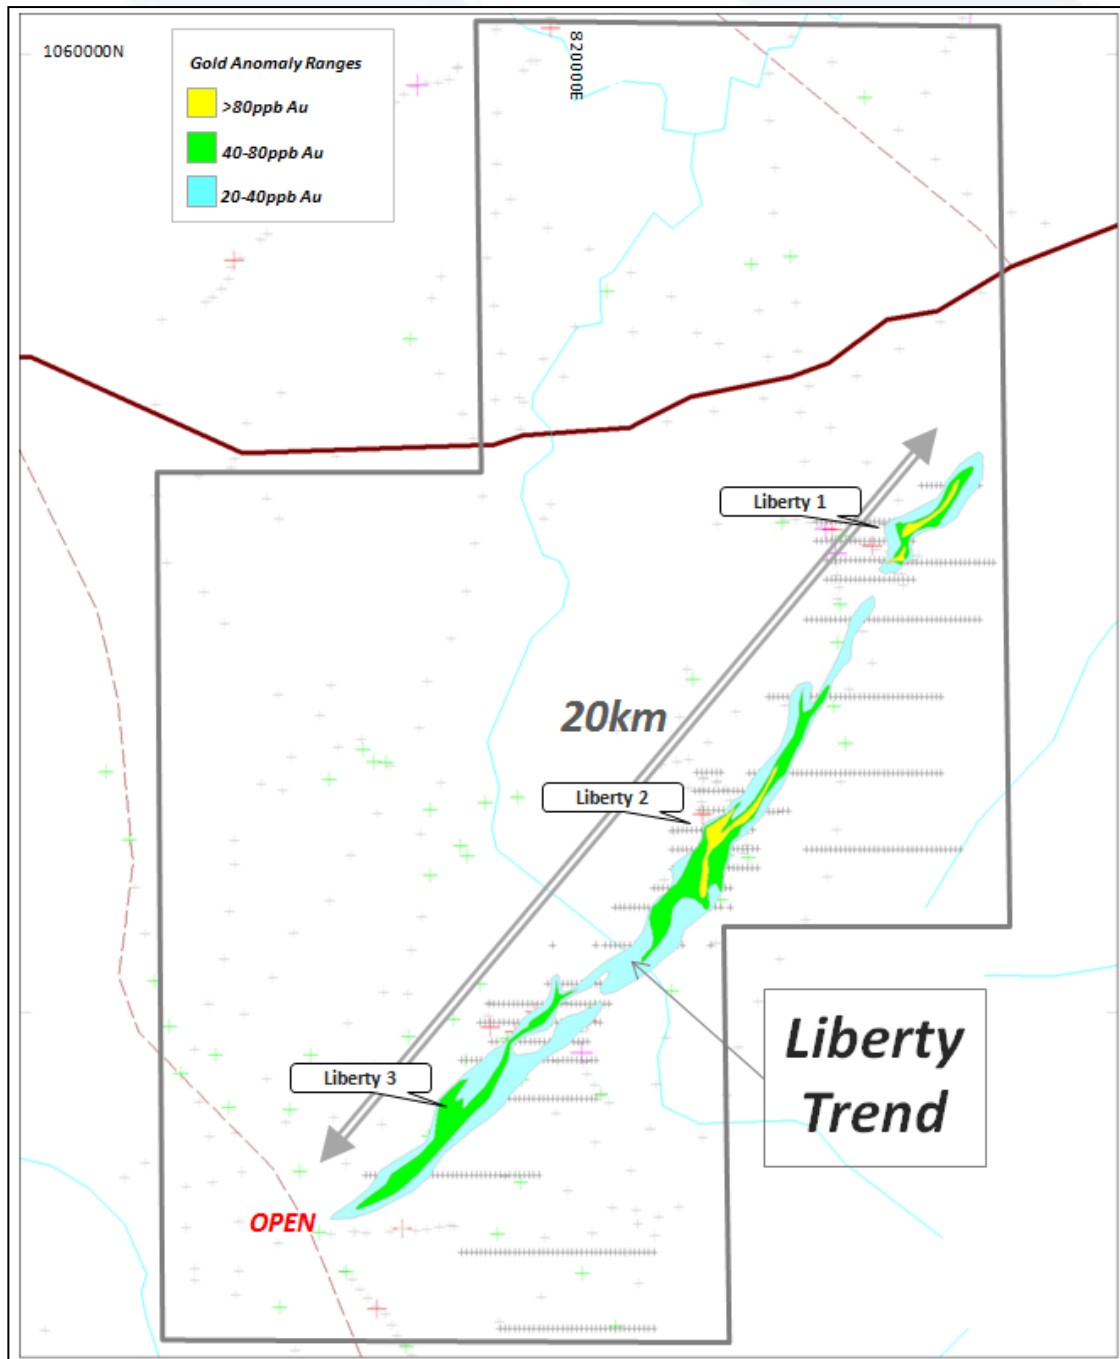 1060000N
820000E
Gold Anomaly Ranges
>80ppb Au
40-80ppb Au
20-40ppb Au
Liberty 1
20km
Liberty 2
Liberty
Trend
Liberty 3
OPEN